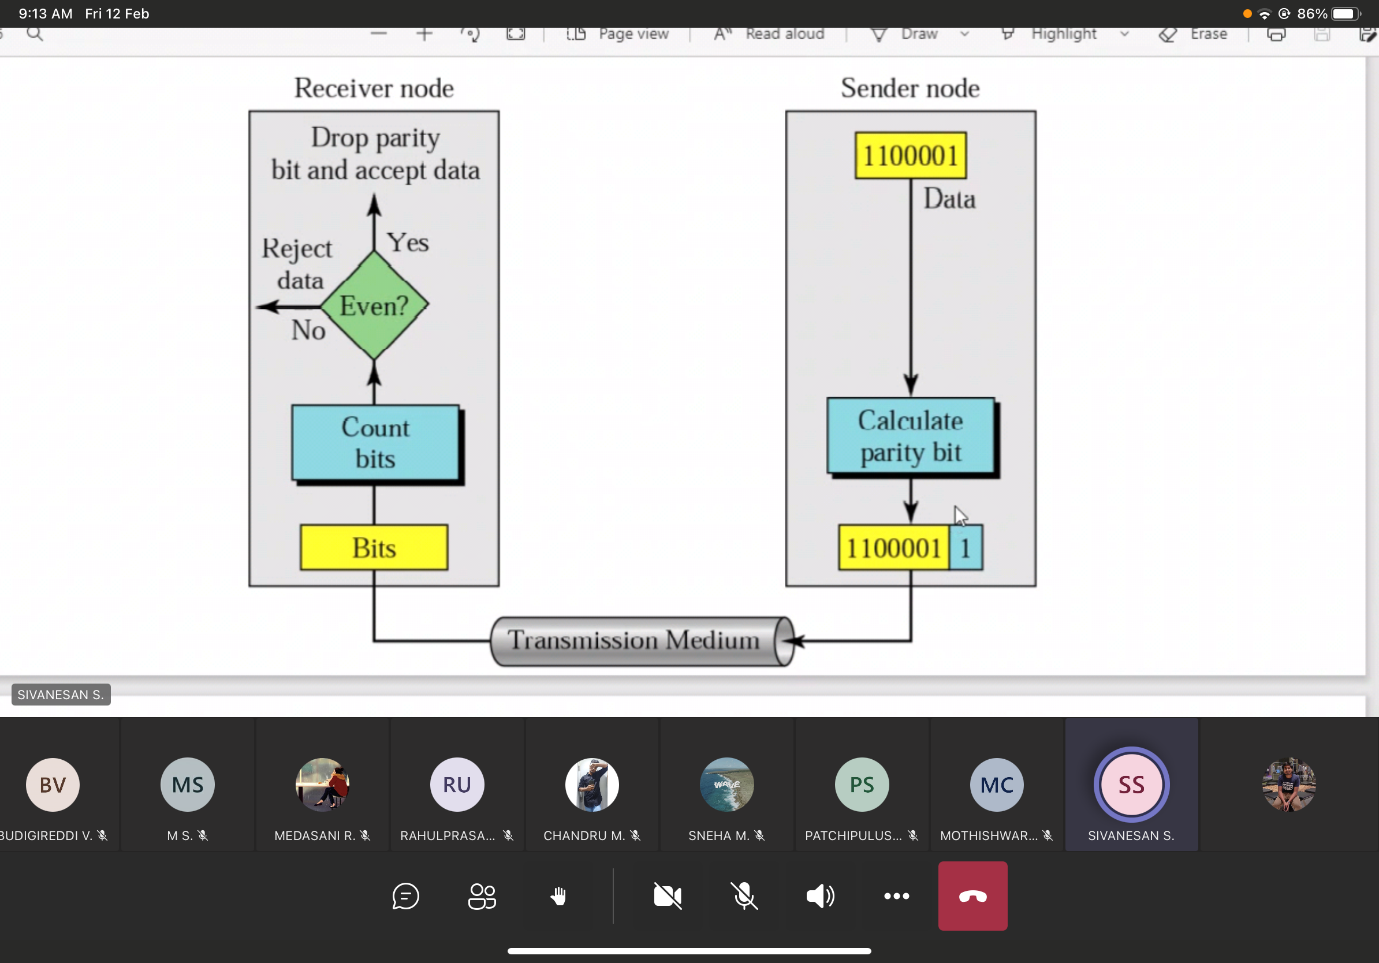 9:13 AM Fri 12 Feb
86%
Page view
Read aloud
Draw
Highlight
Erase
Receiver node
Drop parity
bit and accept data
Yes
Reject
data
Even?
No
Count
bits
Bits
Sender node
1100001
Data
Calculate
parity bit
1100001 1
Transmission Medium
SIVANESAN S.
BV
MS
RU
WAVE
PS
MC
SS
BUDIGIREDDI V.
M S.
MEDASANI R.
RAHULPRASA...
CHANDRU M.
SNEHA M.
PATCHIPULUS...
MOTHISHWAR...
SIVANESAN S.